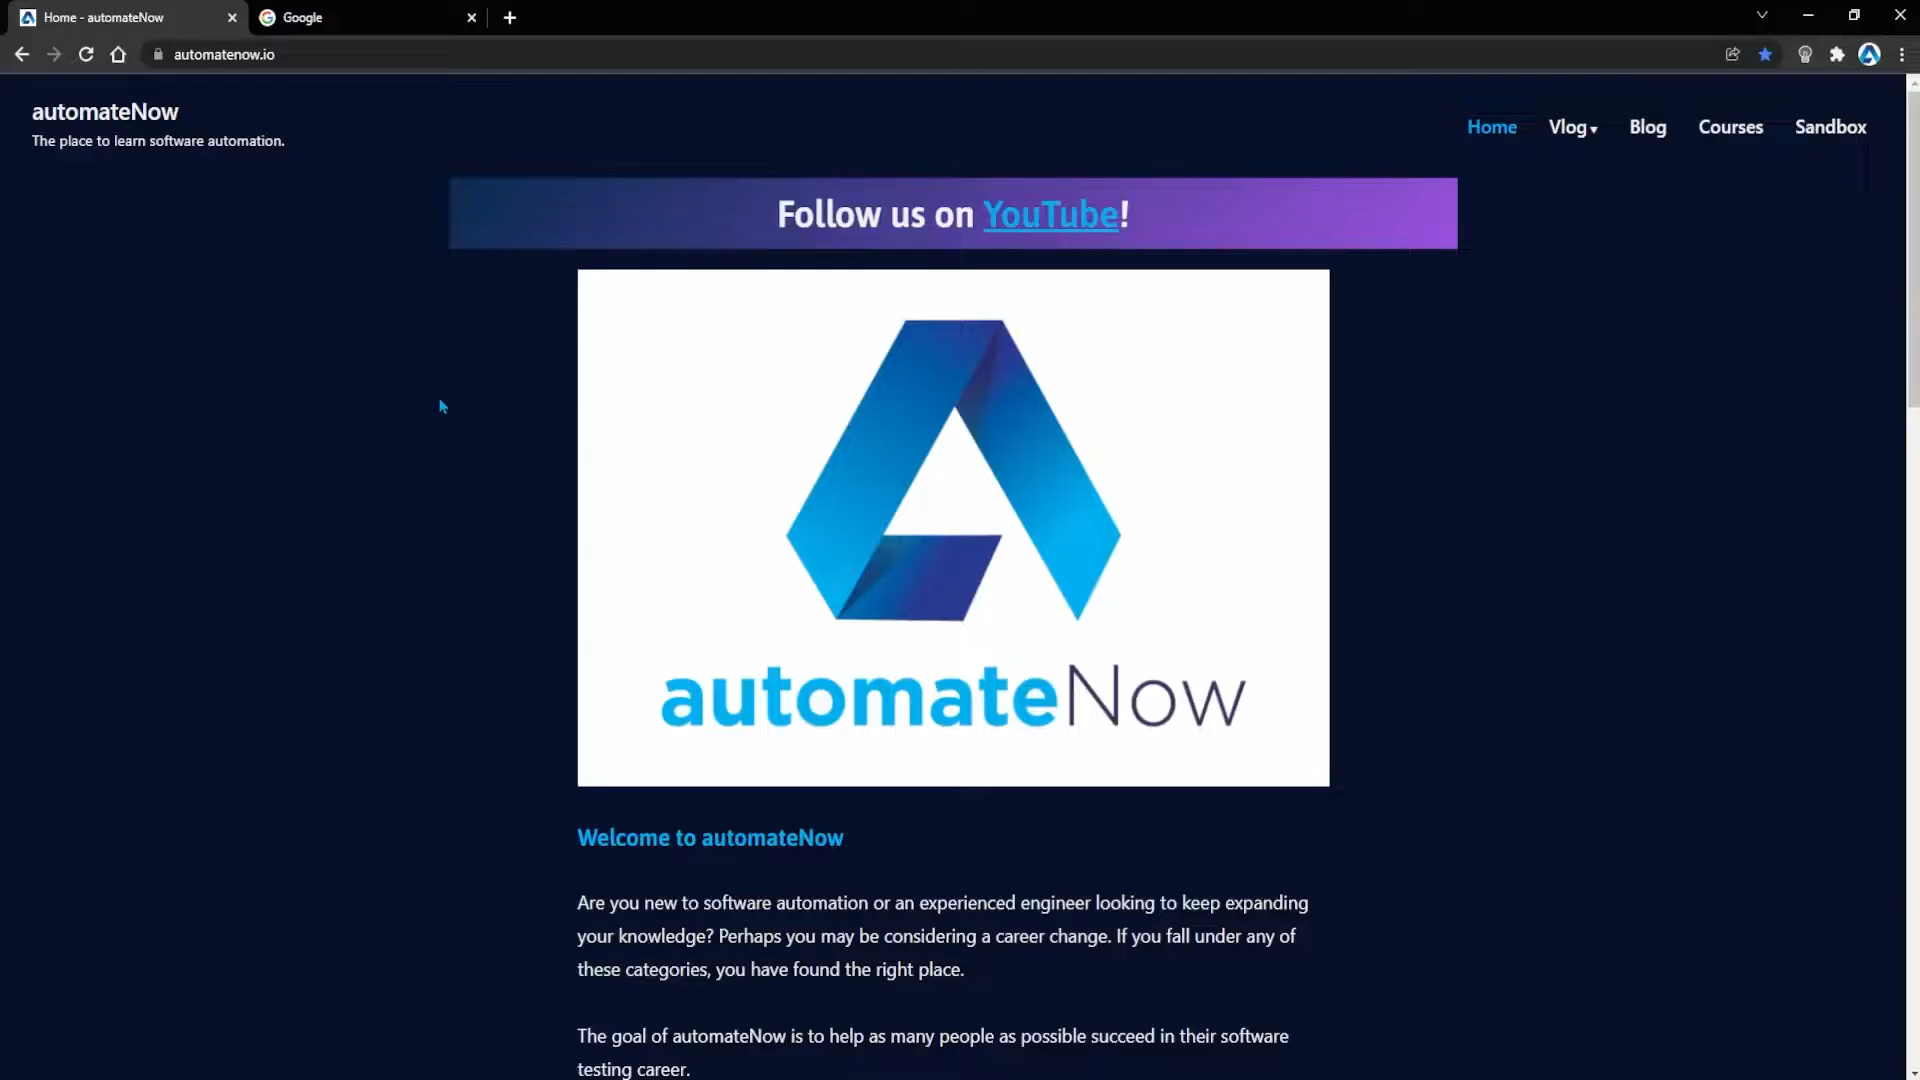 Home - automateNow
Google
automatenow.io
automateNow
The place to learn software automation.
Home
Vlog
Blog
Courses
Sandbox
Follow us on YouTube!
automateNow
Welcome to automateNow
Are you new to software automation or an experienced engineer looking to keep expanding
your knowledge? Perhaps you may be considering a career change. If you fall under any of
these categories, you have found the right place.
The goal of automateNow is to help as many people as possible succeed in their software
testing career.